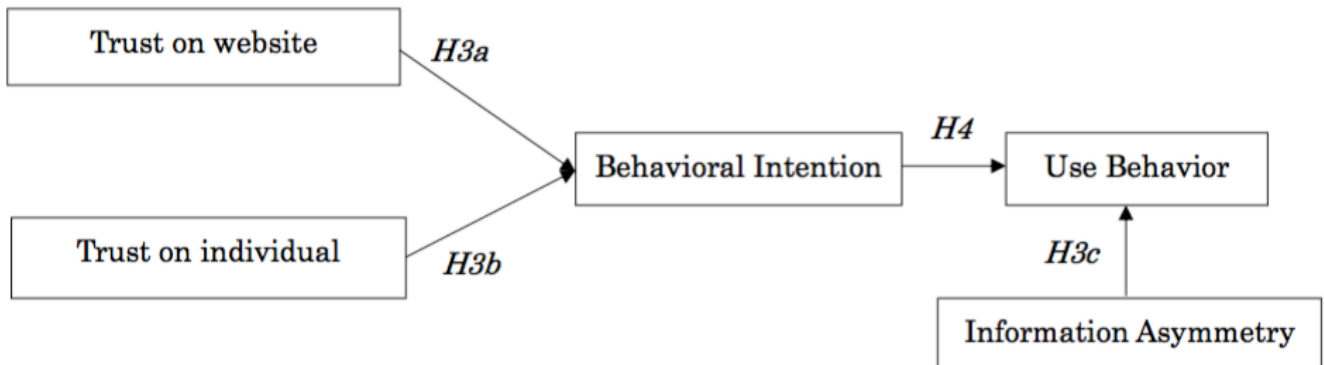 Trust on website
H3a
H4
Behavioral Intention
Use Behavior
Trust on individual
H3b
H3c
Information Asymmetry